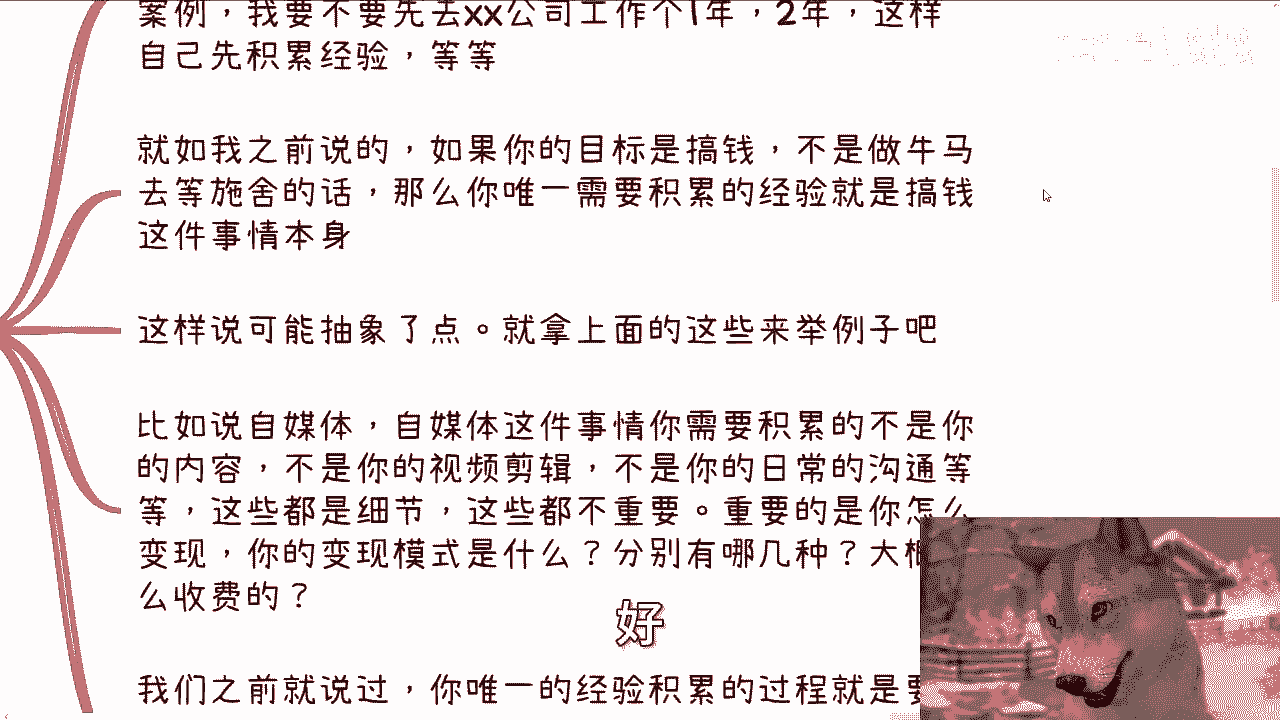 案例，我要不要先去xx公司工作个1年，2年，这样
自己先积累经验，等等
就如我之前说的，如果你的目标是搞钱，不是做牛马
去等施舍的话，那么你唯一需要积累的经验就是搞钱
这件事情本身
这样说可能抽象了点。就拿上面的这些来举例子吧
比如说自媒体，自媒体这件事情你需要积累的不是你
的内容，不是你的视频剪辑，不是你的日常的沟通等
等，这些都是细节，这些都不重要。重要的是你怎么
变现，你的变现模式是什么？分别有哪几种？大概
么收费的？
好
我们之前就说过，你唯一的经验积累的过程就是要